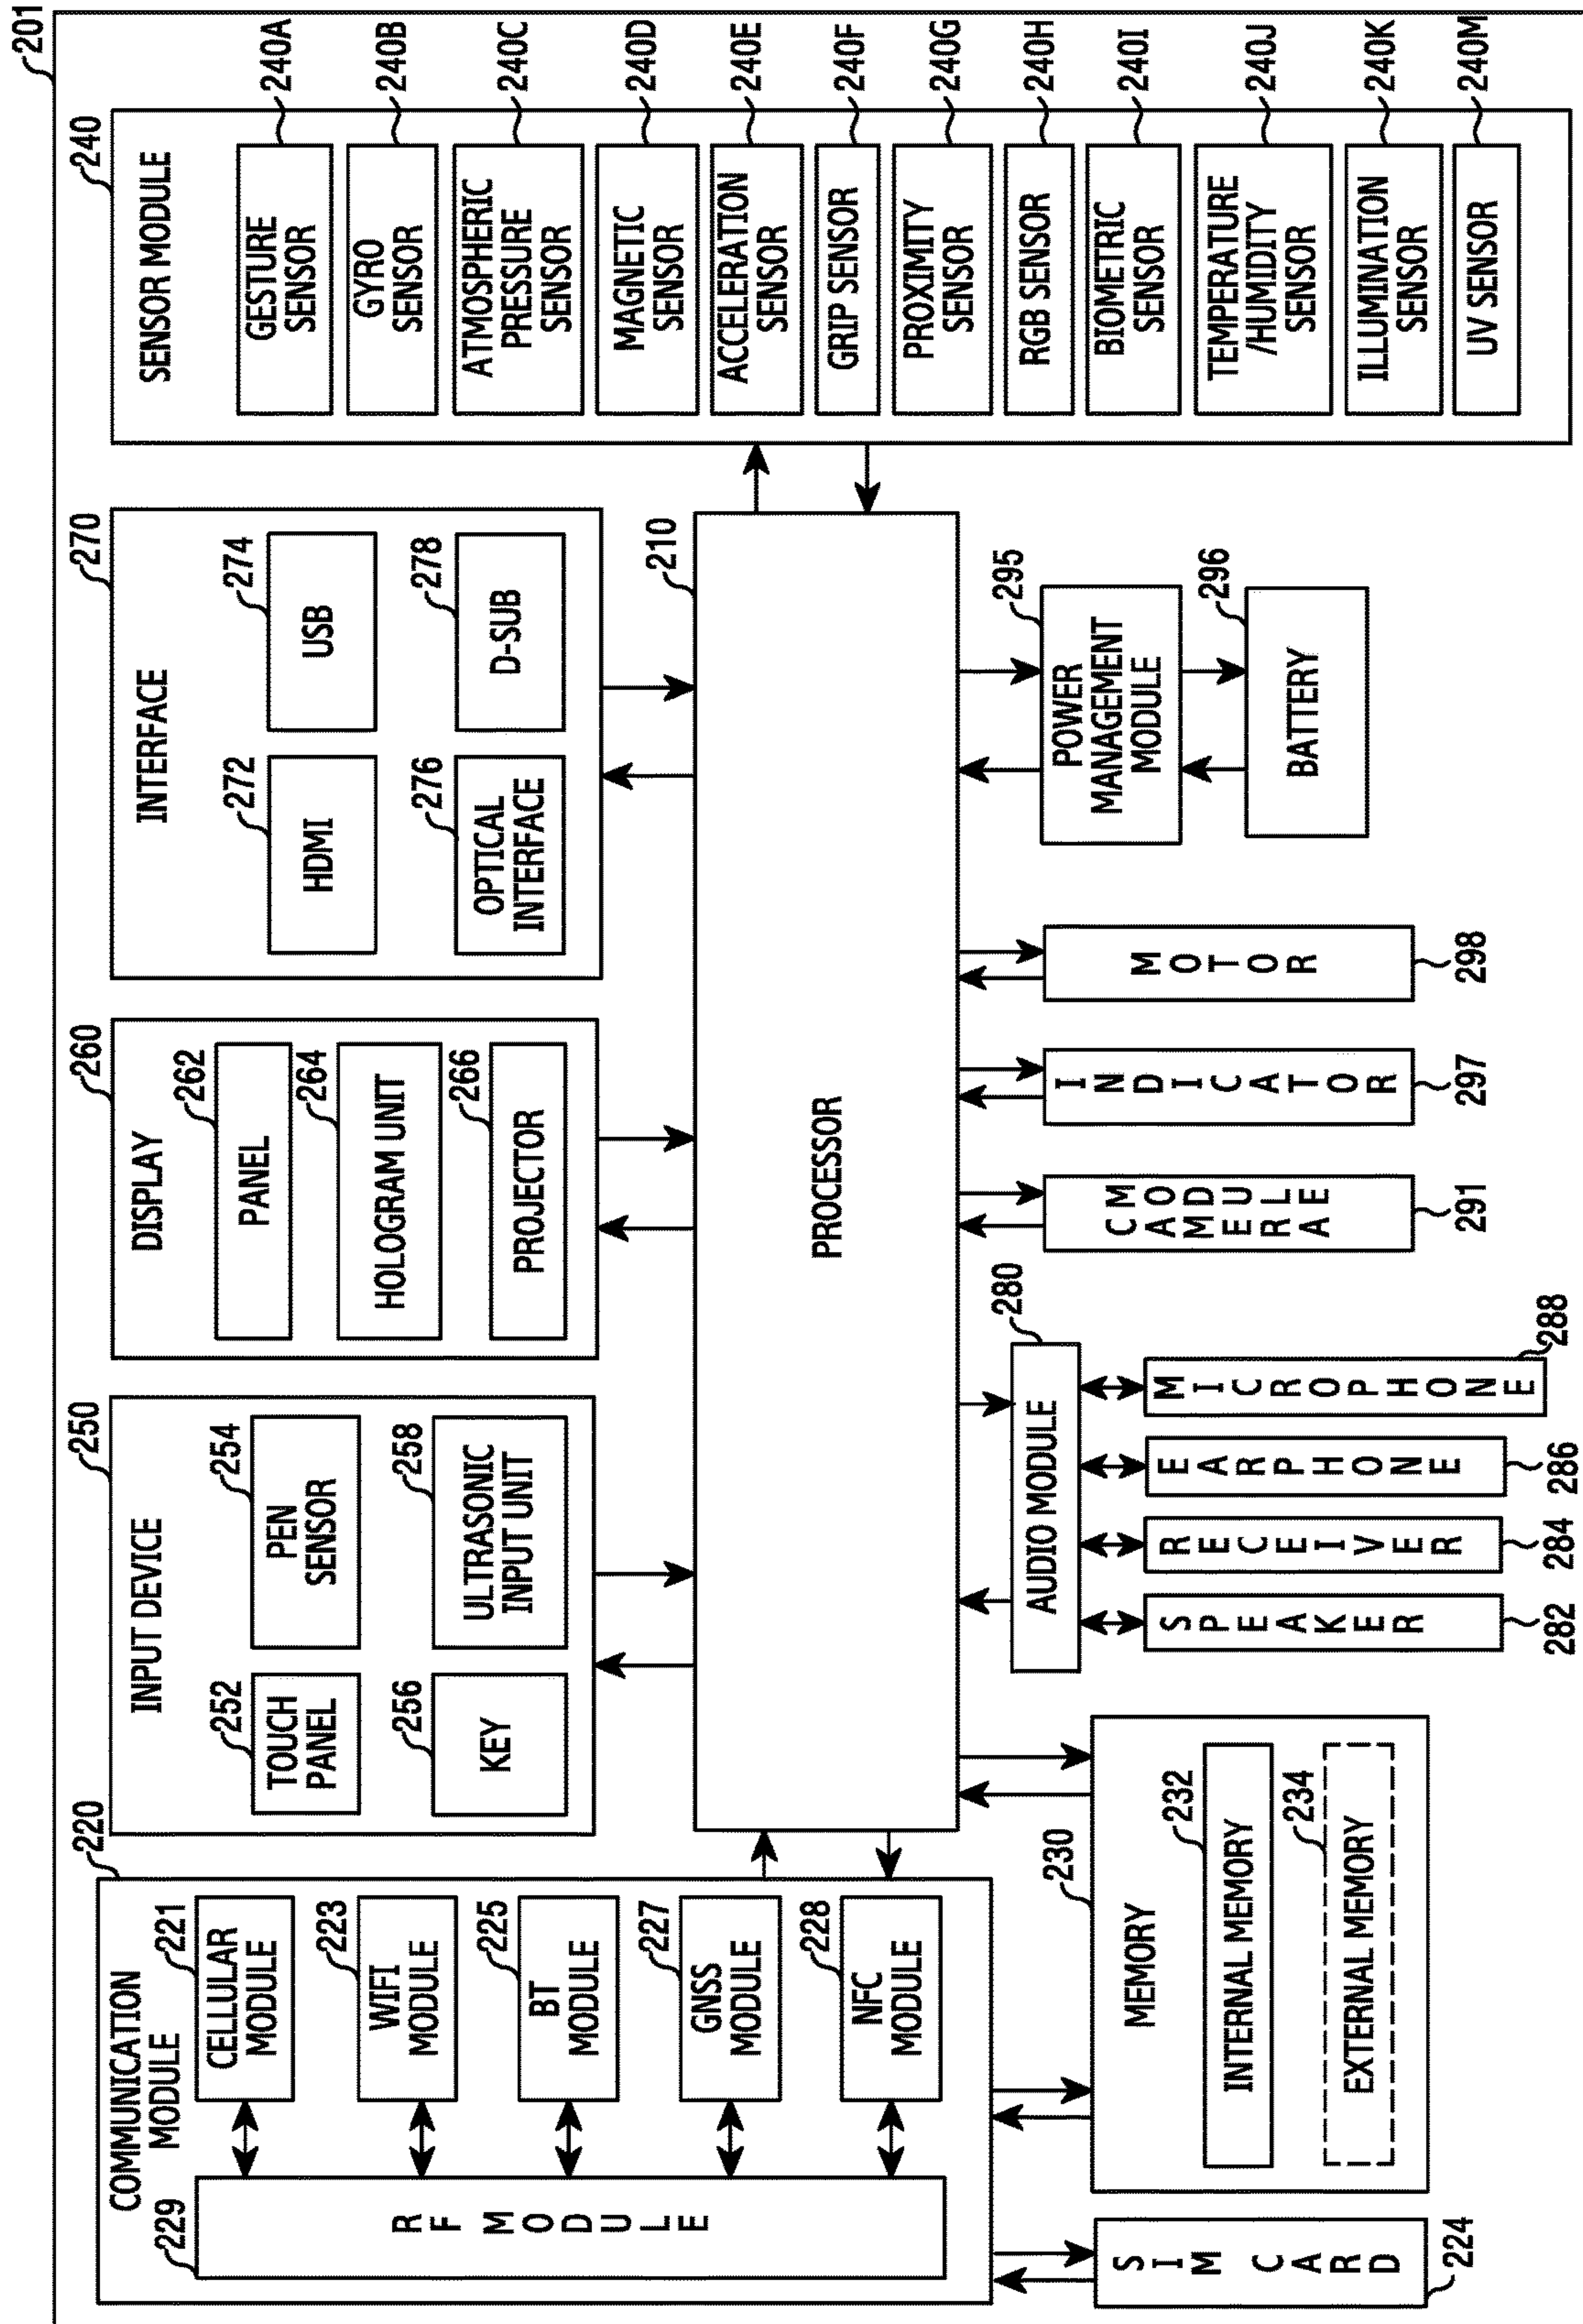 201
220
COMMUNICATION
MODULE
229
RF MODULE
221
CELLULAR
MODULE
223
WIFI
MODULE
225
BT
MODULE
227
GNSS
MODULE
228
NFC
MODULE
250
INPUT DEVICE
252
TOUCH
PANEL
254
PEN
SENSOR
256
KEY
258
ULTRASONIC
INPUT UNIT
260
DISPLAY
262
PANEL
264
HOLOGRAM UNIT
266
PROJECTOR
270
INTERFACE
272
HDMI
274
USB
276
OPTICAL
INTERFACE
278
D-SUB
240
SENSOR MODULE
GESTURE
SENSOR
240A
GYRO
SENSOR
240B
ATMOSPHERIC
PRESSURE
SENSOR
240C
MAGNETIC
SENSOR
240D
ACCELERATION
SENSOR
240E
GRIP SENSOR
240F
PROXIMITY
SENSOR
240G
RGB SENSOR
240H
BIOMETRIC
SENSOR
240I
TEMPERATURE
/HUMIDITY
SENSOR
240J
ILLUMINATION
SENSOR
240K
UV SENSOR
240M
210
PROCESSOR
SIM CARD
224
230
MEMORY
232
INTERNAL MEMORY
234
EXTERNAL MEMORY
280
AUDIO MODULE
SPEAKER
282
RECEIVER
284
EARPHONE
286
MICROPHONE
288
CAMERA
MODULE
291
INDICATOR
297
MOTOR
298
295
POWER
MANAGEMENT
MODULE
296
BATTERY